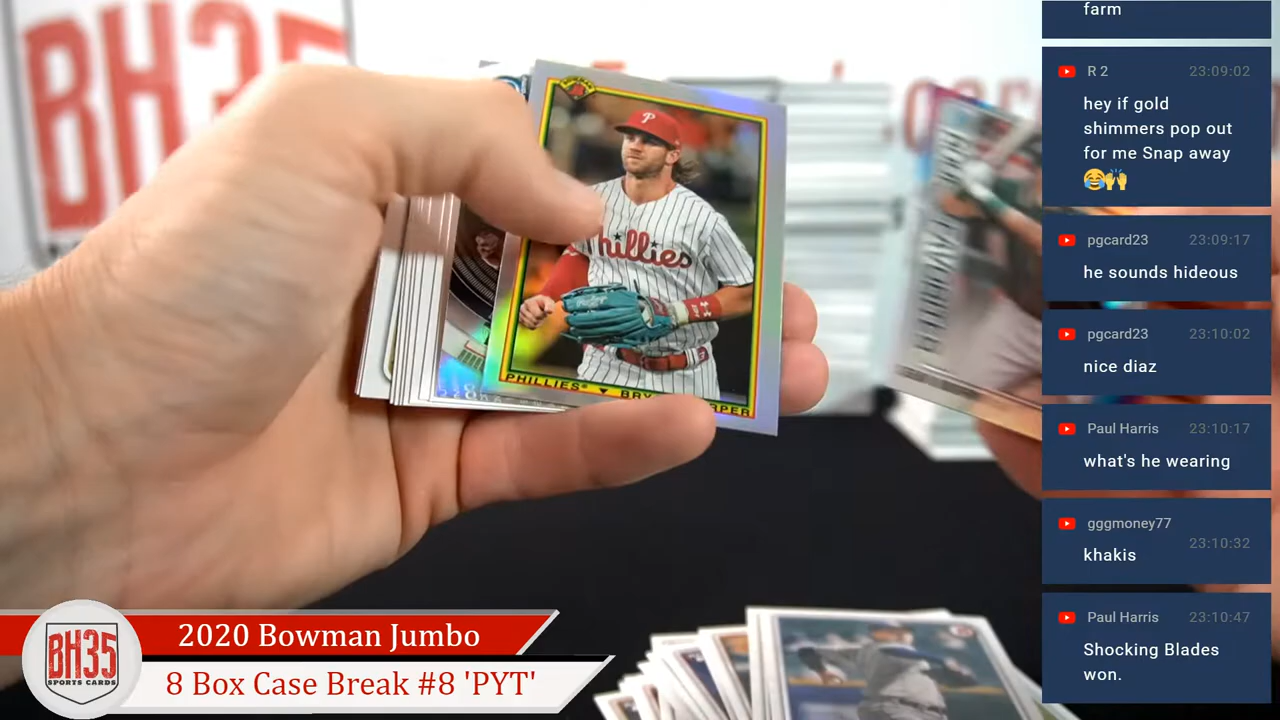 BH35
farm
R 2 23:09:02
hey if gold
shimmers pop out
for me Snap away
😂🙌
pgcard23 23:09:17
he sounds hideous
pgcard23 23:10:02
nice diaz
Paul Harris 23:10:17
what's he wearing
gggmoney77 23:10:32
khakis
Paul Harris 23:10:47
Shocking Blades
won.
P
Phillies
PHILLIES
2020 Bowman Jumbo
8 Box Case Break #8 'PYT'
BH35
SPORTS CARDS